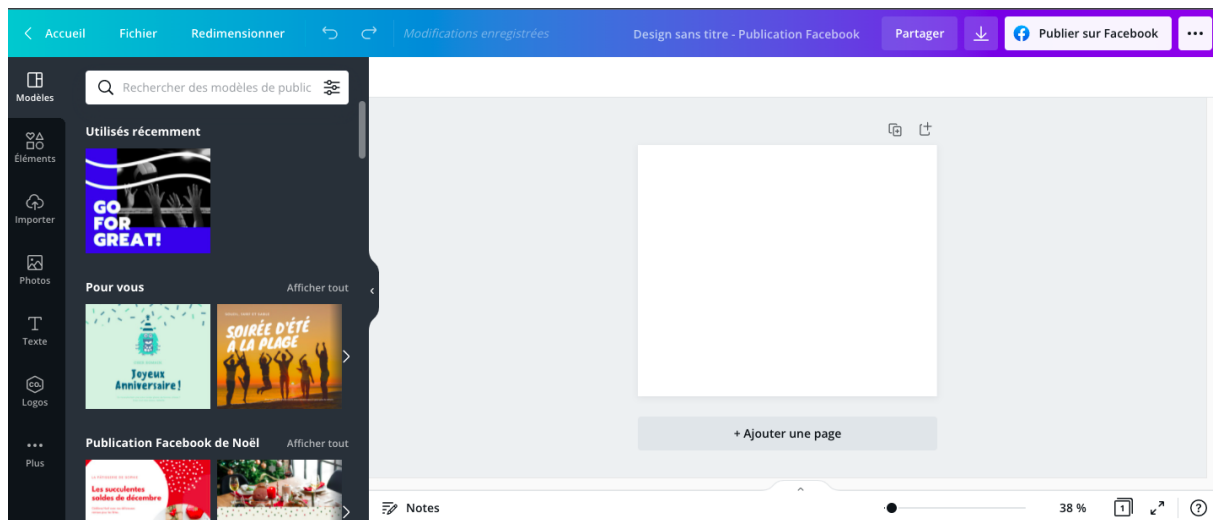 Accueil Fichier Redimensionner Modifications enregistrées Design sans titre - Publication Facebook Partager Publier sur Facebook
Modèles
Éléments
Importer
Photos
Texte
CO.
Logos
Plus
Rechercher des modèles de public
Utilisés récemment
GO
FOR
GREAT!
Pour vous Afficher tout
Joyeux
Anniversaire !
SOIRÉE D'ÉTÉ
À LA PLAGE
Publication Facebook de Noël Afficher tout
Les succulentes
soldes de décembre
+ Ajouter une page
Notes 38 % 1